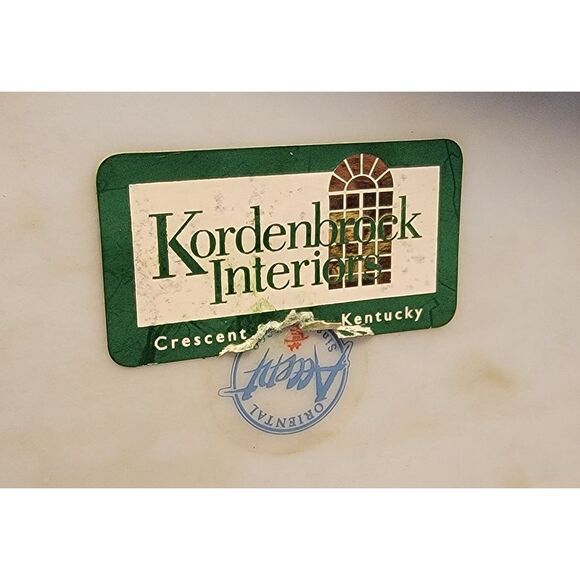 Kordenbrock
Interiors
Crescent
Kentucky
Accent
ORIENTAL